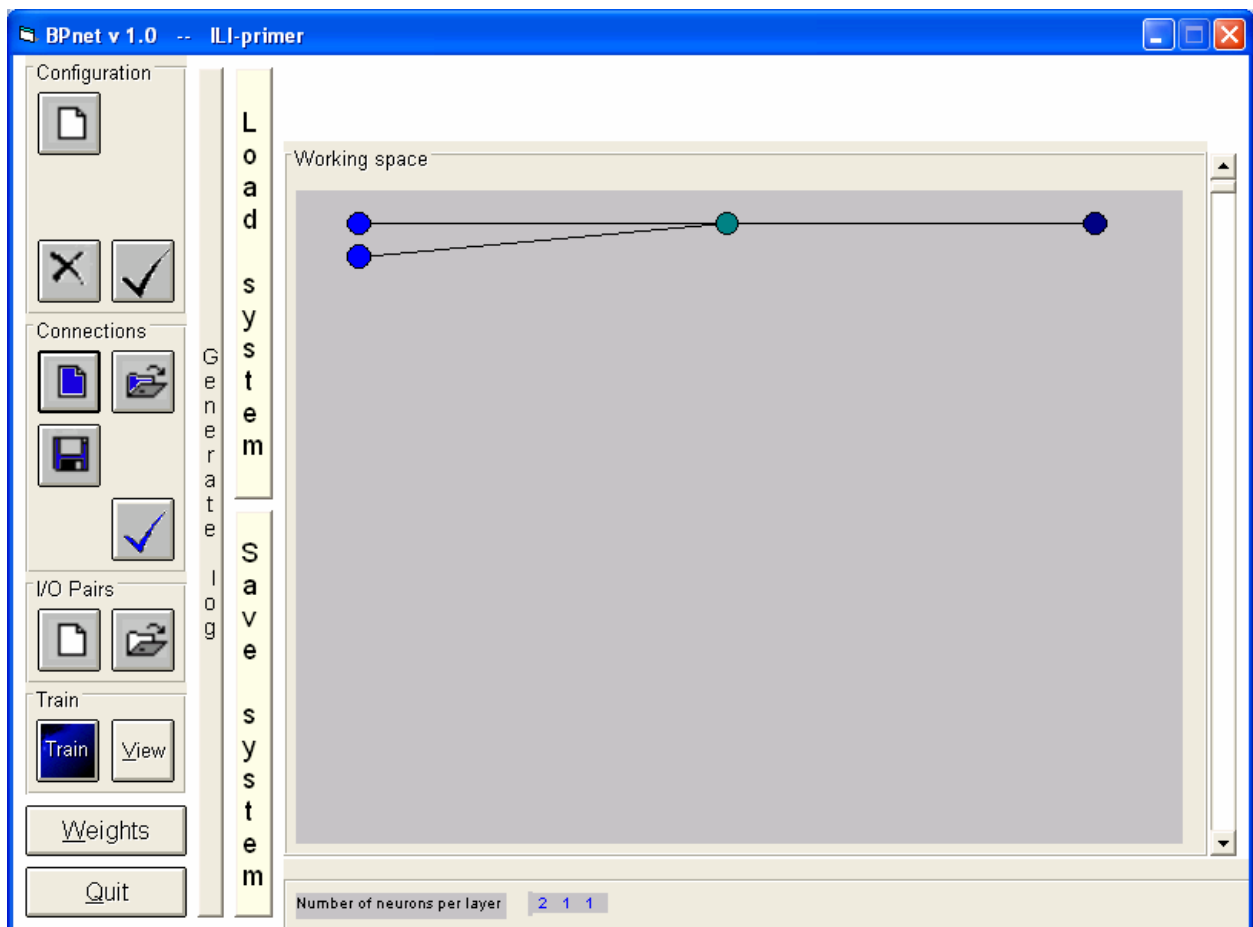 BPnet v 1.0 -- ILI-primer
Configuration
Connections
I/O Pairs
Train
Train
View
Weights
Quit
Generate log
Load system
Save system
Working space
Number of neurons per layer
2 1 1